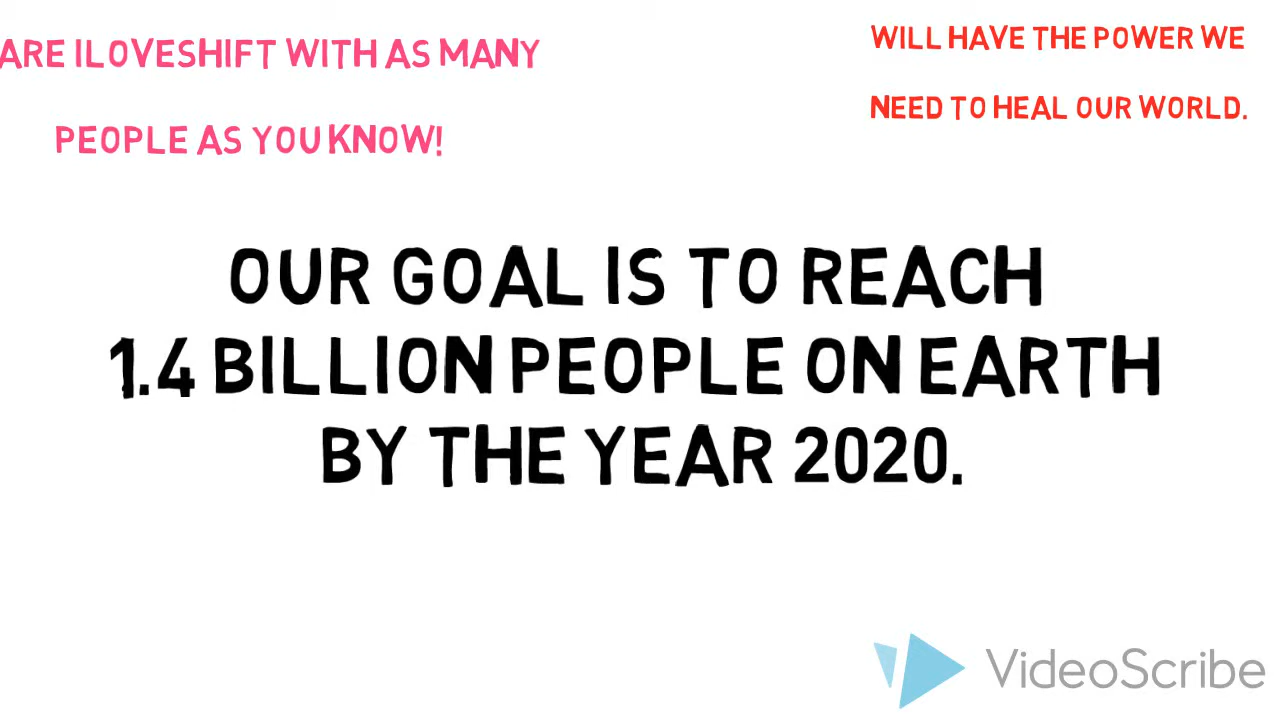 ARE ILOVESHIFT WITH AS MANY
PEOPLE AS YOU KNOW!
WILL HAVE THE POWER WE
NEED TO HEAL OUR WORLD.
OUR GOAL IS TO REACH
1.4 BILLION PEOPLE ON EARTH
BY THE YEAR 2020.
VideoScribe